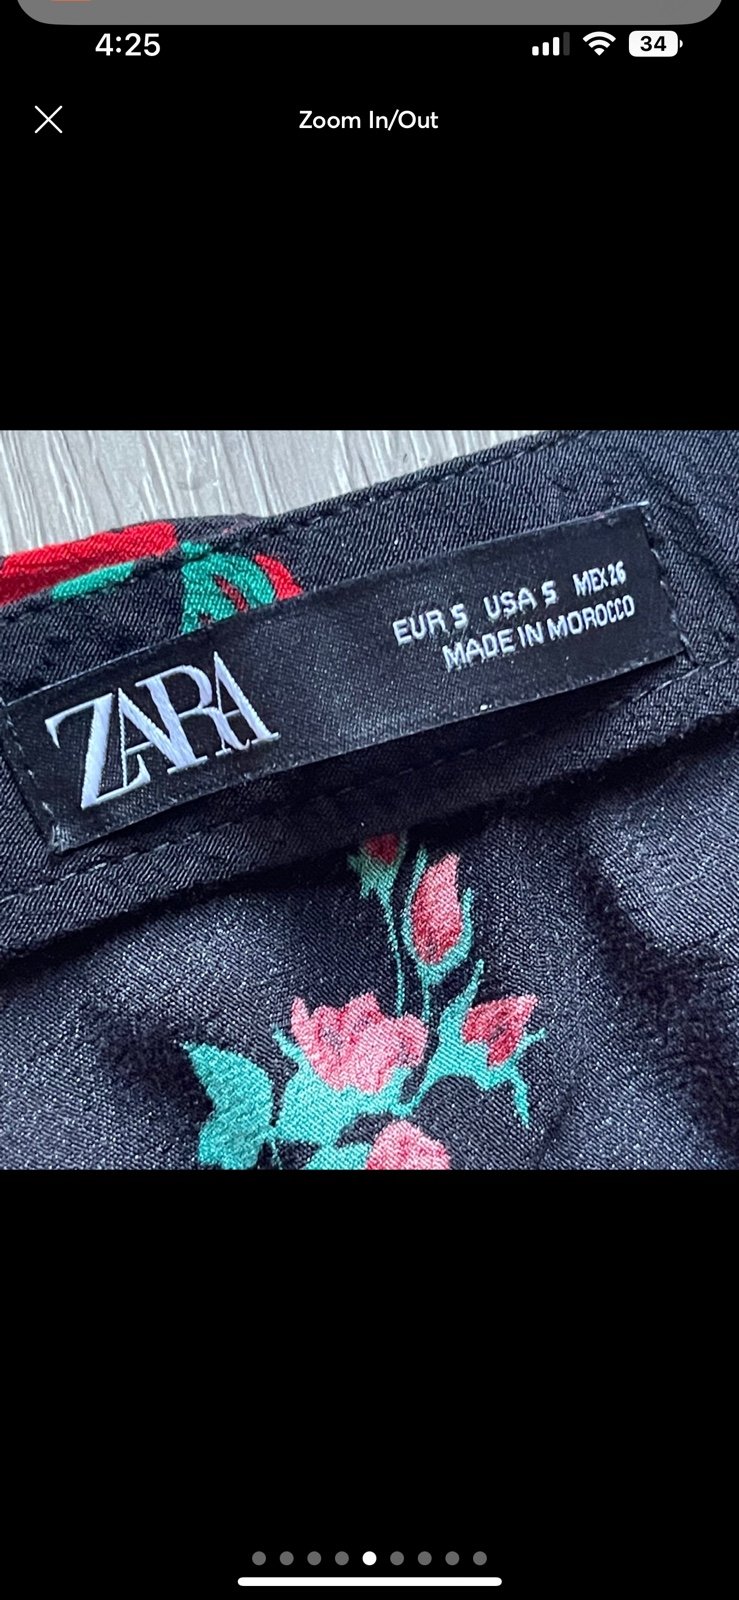 4:25
34
Zoom In/Out
ZARA
EUR S USA S MEX 26
MADE IN MOROCCO